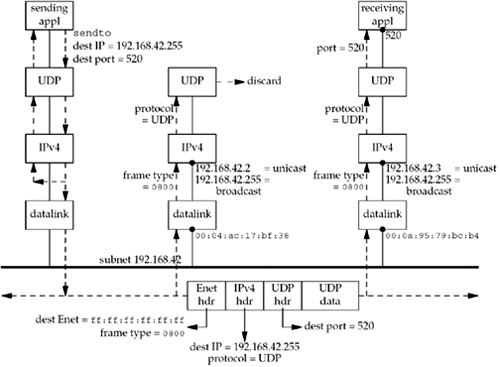 sending
appl
receiving
appl
sendto
dest IP = 192.168.42.255
dest port = 520
520
port = 520
UDP
UDP
discard
UDP
protocol
= UDP
protocol
= UDP
IPv4
IPv4
IPv4
frame type
= 0800
192.168.42.2 = unicast
192.168.42.255 =
broadcast
frame type
= 0800
192.168.42.3 = unicast
192.168.42.255 =
broadcast
datalink
datalink
datalink
00:04:ac:17:bf:38
00:0a:95:79:bc:b4
subnet 192.168.42
Enet
hdr
IPv4
hdr
UDP
hdr
UDP
data
dest Enet = ff:ff:ff:ff:ff:ff
frame type = 0800
dest port = 520
dest IP = 192.168.42.255
protocol = UDP